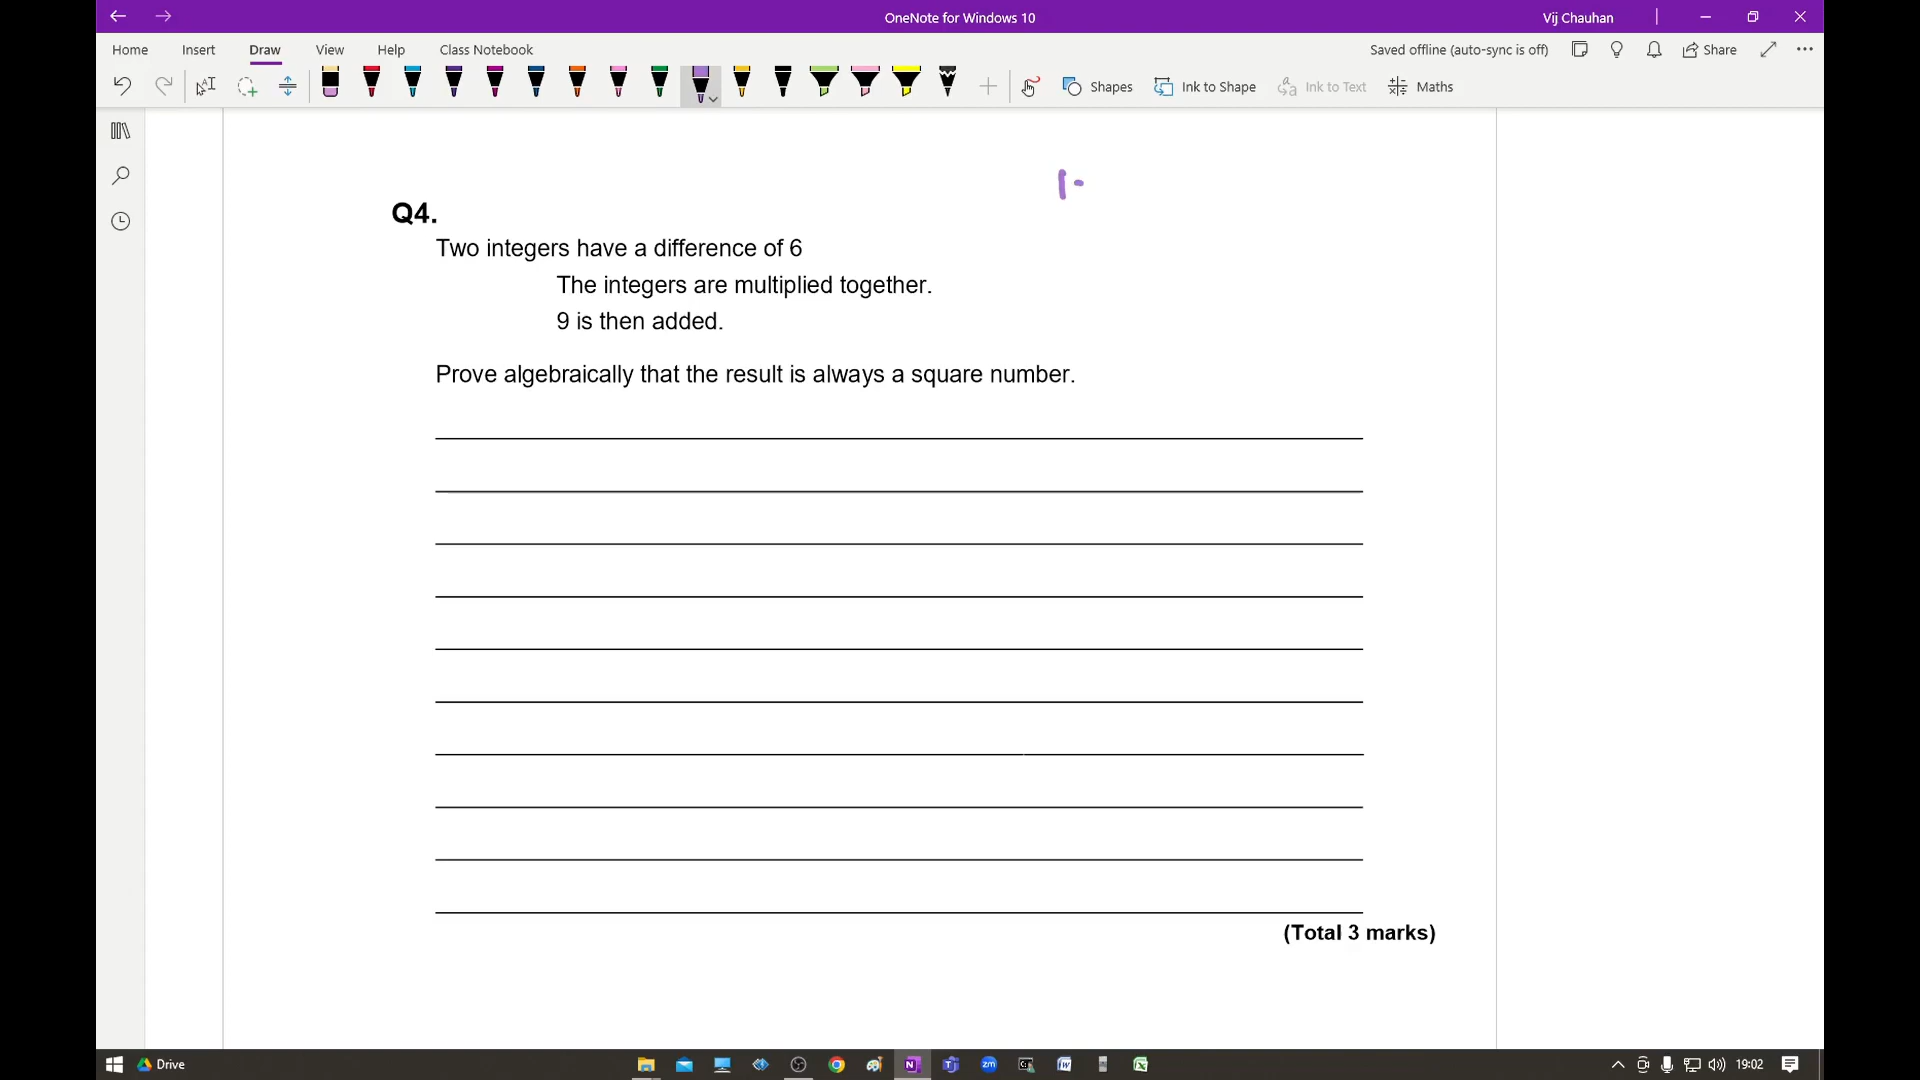 OneNote for Windows 10
Vij Chauhan
Home Insert Draw View Help Class Notebook
Saved offline (auto-sync is off) Share
Shapes Ink to Shape Ink to Text Maths
Q4.
Two integers have a difference of 6
The integers are multiplied together.
9 is then added.
Prove algebraically that the result is always a square number.
(Total 3 marks)
Drive
19:02